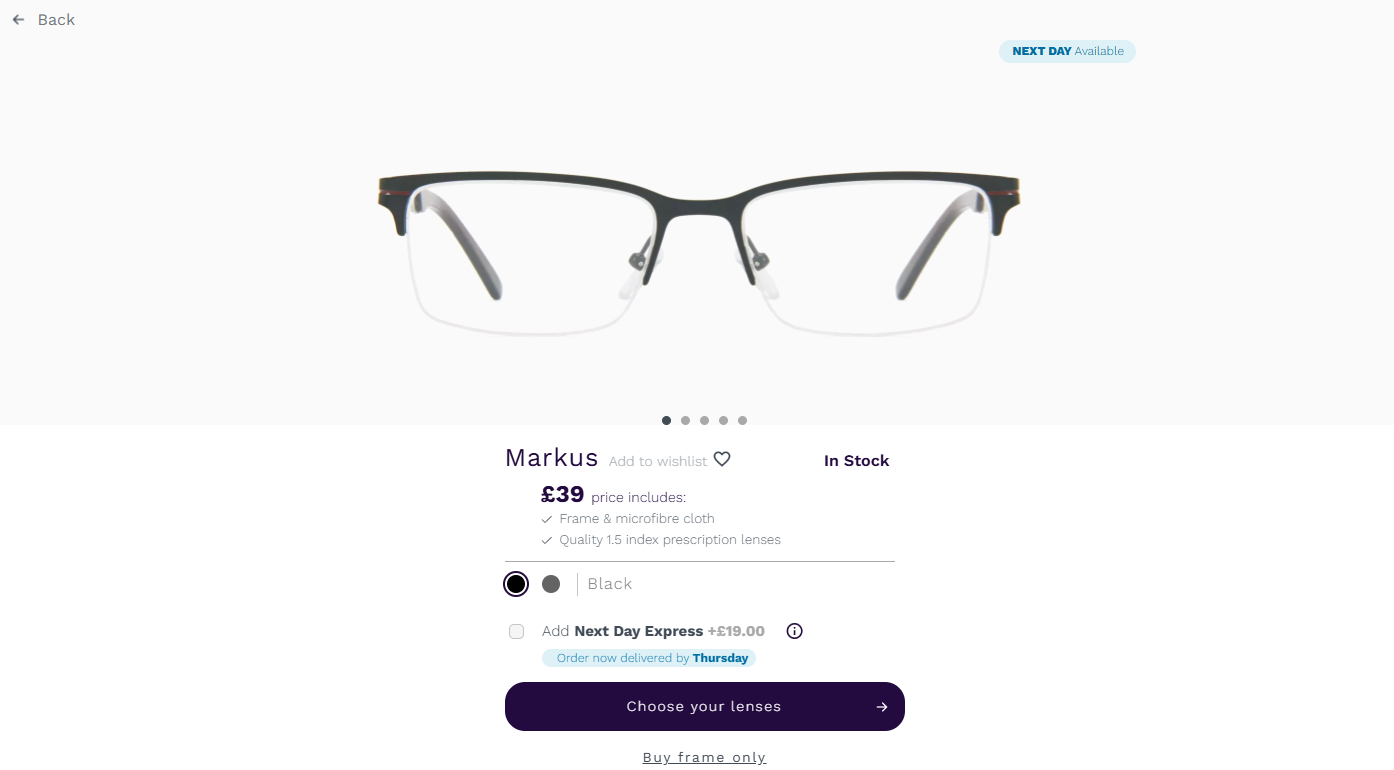 Back
NEXT DAY Available
Markus Add to wishlist In Stock
£39 price includes:
Frame & microfibre cloth
Quality 1.5 index prescription lenses
Black
Add Next Day Express +£19.00
Order now delivered by Thursday
Choose your lenses
Buy frame only